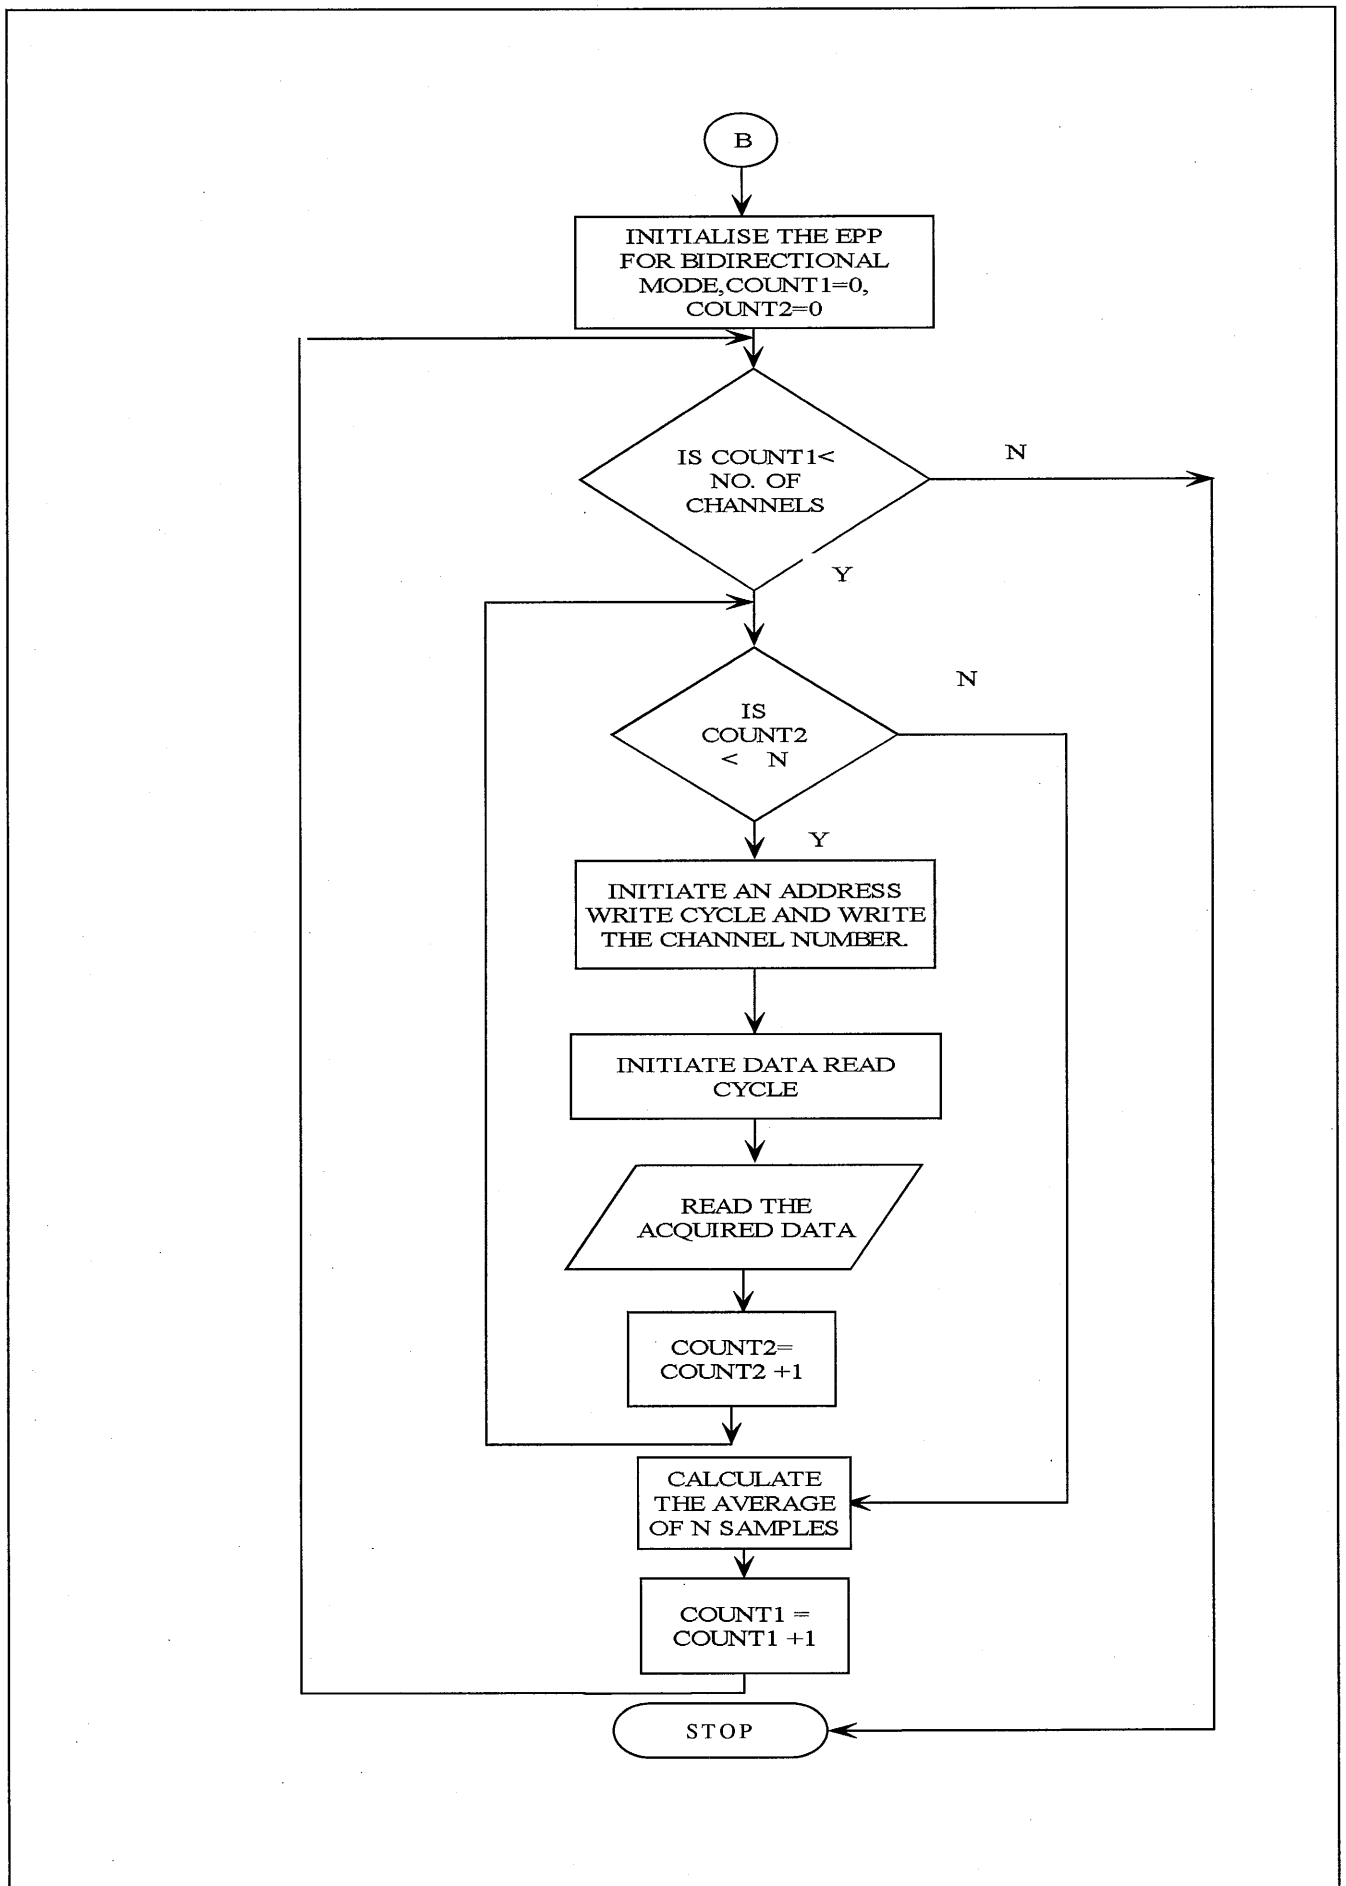 B
INITIALISE THE EPP
FOR BIDIRECTIONAL
MODE,COUNT1=0,
COUNT2=0
IS COUNT1<
NO. OF
CHANNELS
N
Y
IS
COUNT2
< N
N
Y
INITIATE AN ADDRESS
WRITE CYCLE AND WRITE
THE CHANNEL NUMBER.
INITIATE DATA READ
CYCLE
READ THE
ACQUIRED DATA
COUNT2=
COUNT2 +1
CALCULATE
THE AVERAGE
OF N SAMPLES
COUNT1 =
COUNT1 +1
STOP